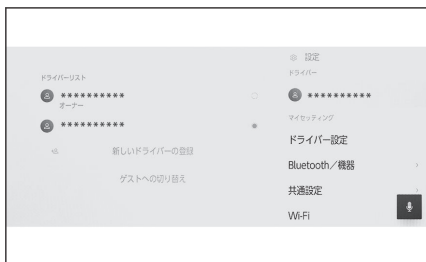 ドライバーリスト
**********
オーナー
**********
新しいドライバーの登録
ゲストへの切り替え
設定
ドライバー
**********
マイセッティング
ドライバー設定
Bluetooth／機器
共通設定
Wi-Fi